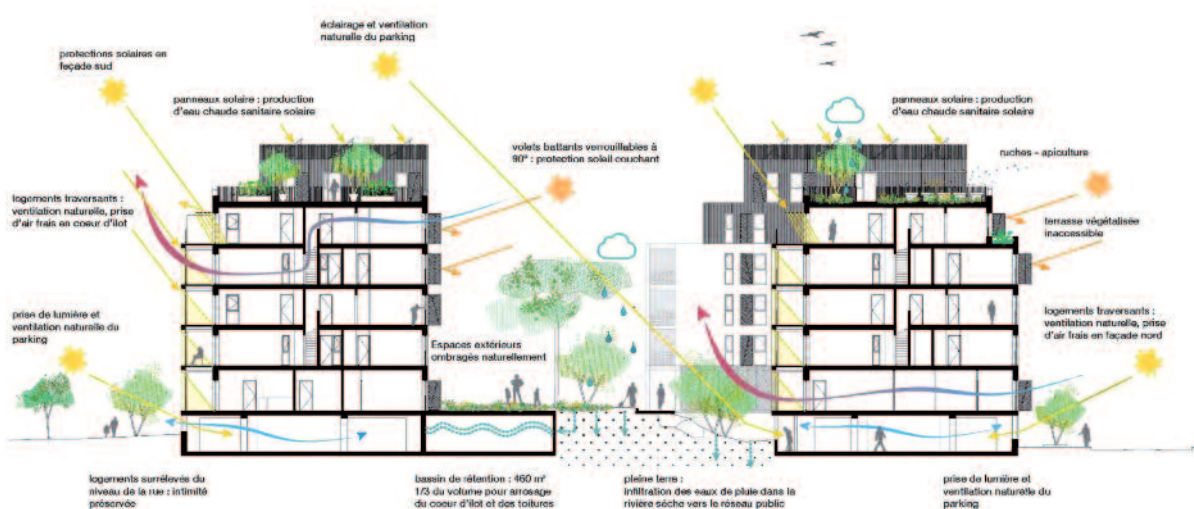 éclairage et ventilation
naturelle du parking
protections solaires en
façade sud
panneaux solaire : production
d'eau chaude sanitaire solaire
volets battants verrouillables à
90° : protection soleil couchant
panneaux solaire : production
d'eau chaude sanitaire solaire
ruches - apiculture
logements traversants :
ventilation naturelle, prise
d'air frais en coeur d'ilot
terrasse végétalisée
inaccessible
prise de lumière et
ventilation naturelle du
parking
Espaces extérieurs
ombragés naturellement
logements traversants :
ventilation naturelle, prise
d'air frais en façade nord
logements surrélevés du
niveau de la rue : intimité
préservée
bassin de rétention : 460 m²
1/3 du volume pour arrosage
du coeur d'ilot et des toitures
pleine terre :
infiltration des eaux de pluie dans la
rivière sèche vers le réseau public
prise de lumière et
ventilation naturelle du
parking